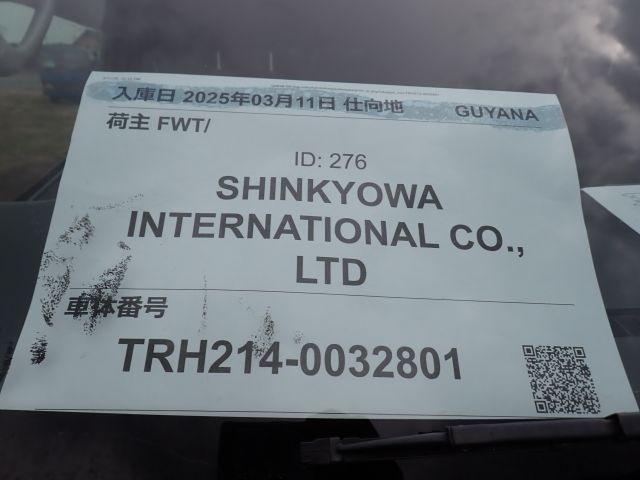 入庫日 2025年03月11日 仕向地 GUYANA
荷主 FWT/
ID: 276
SHINKYOWA
INTERNATIONAL CO.,
LTD
車体番号
TRH214-0032801